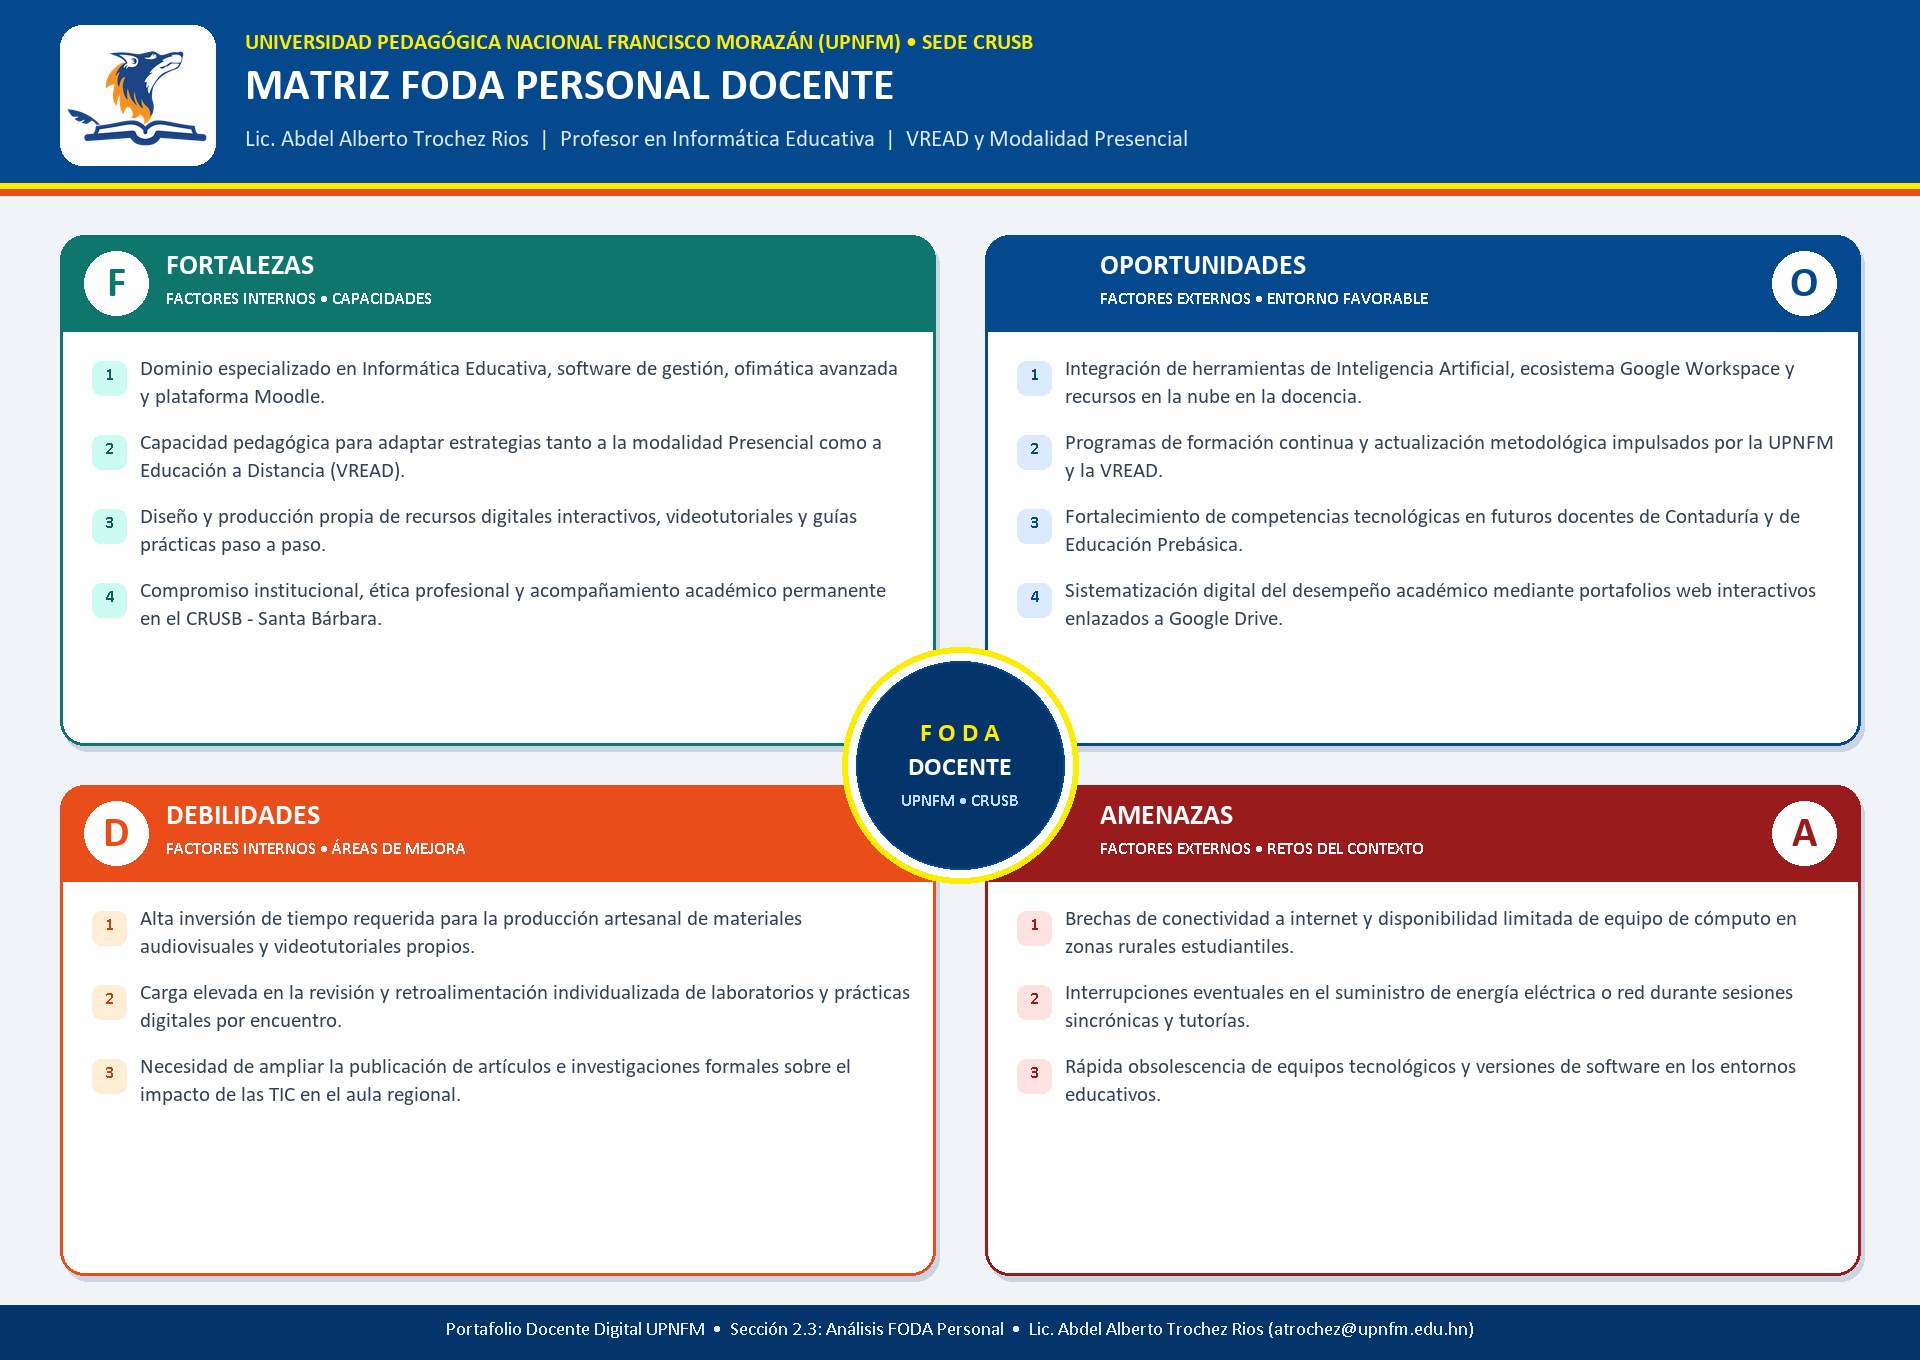 UNIVERSIDAD PEDAGÓGICA NACIONAL FRANCISCO MORAZÁN (UPNFM) • SEDE CRUSB
MATRIZ FODA PERSONAL DOCENTE
Lic. Abdel Alberto Trochez Rios | Profesor en Informática Educativa | VREAD y Modalidad Presencial
F
FORTALEZAS
FACTORES INTERNOS • CAPACIDADES
1 Dominio especializado en Informática Educativa, software de gestión, ofimática avanzada
y plataforma Moodle.
2 Capacidad pedagógica para adaptar estrategias tanto a la modalidad Presencial como a
Educación a Distancia (VREAD).
3 Diseño y producción propia de recursos digitales interactivos, videotutoriales y guías
prácticas paso a paso.
4 Compromiso institucional, ética profesional y acompañamiento académico permanente
en el CRUSB - Santa Bárbara.
OPORTUNIDADES
FACTORES EXTERNOS • ENTORNO FAVORABLE
O
1 Integración de herramientas de Inteligencia Artificial, ecosistema Google Workspace y
recursos en la nube en la docencia.
2 Programas de formación continua y actualización metodológica impulsados por la UPNFM
y la VREAD.
3 Fortalecimiento de competencias tecnológicas en futuros docentes de Contaduría y de
Educación Prebásica.
4 Sistematización digital del desempeño académico mediante portafolios web interactivos
enlazados a Google Drive.
F O D A
DOCENTE
UPNFM • CRUSB
D
DEBILIDADES
FACTORES INTERNOS • ÁREAS DE MEJORA
1 Alta inversión de tiempo requerida para la producción artesanal de materiales
audiovisuales y videotutoriales propios.
2 Carga elevada en la revisión y retroalimentación individualizada de laboratorios y prácticas
digitales por encuentro.
3 Necesidad de ampliar la publicación de artículos e investigaciones formales sobre el
impacto de las TIC en el aula regional.
AMENAZAS
FACTORES EXTERNOS • RETOS DEL CONTEXTO
A
1 Brechas de conectividad a internet y disponibilidad limitada de equipo de cómputo en
zonas rurales estudiantiles.
2 Interrupciones eventuales en el suministro de energía eléctrica o red durante sesiones
sincrónicas y tutorías.
3 Rápida obsolescencia de equipos tecnológicos y versiones de software en los entornos
educativos.
Portafolio Docente Digital UPNFM • Sección 2.3: Análisis FODA Personal • Lic. Abdel Alberto Trochez Rios (atrochez@upnfm.edu.hn)